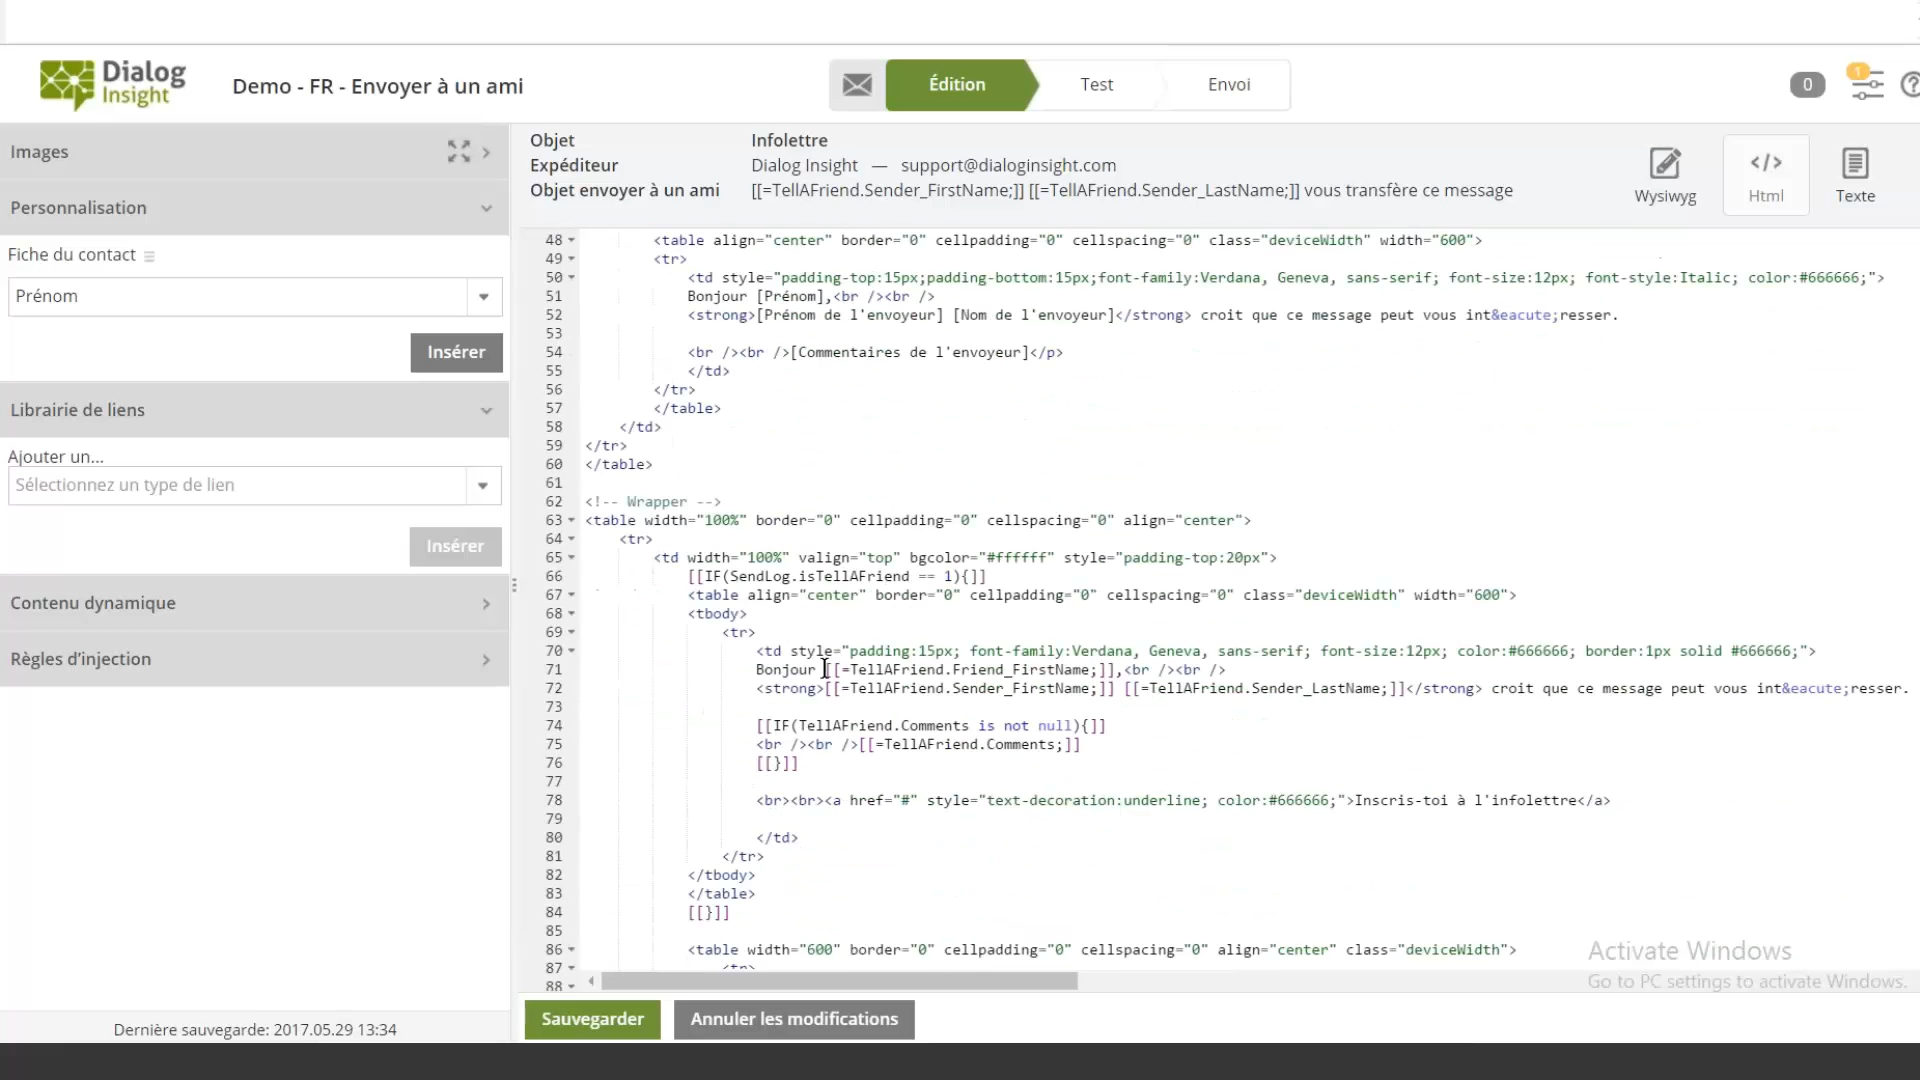 Dialog
Insight
Demo - FR - Envoyer à un ami
Édition
Test
Envoi
0
1
Images
Personnalisation
Fiche du contact
Prénom
Insérer
Librairie de liens
Ajouter un...
Sélectionnez un type de lien
Insérer
Contenu dynamique
Règles d'injection
Dernière sauvegarde: 2017.05.29 13:34
Objet Infolettre
Expéditeur Dialog Insight — support@dialoginsight.com
Objet envoyer à un ami [[=TellAFriend.Sender_FirstName;]] [[=TellAFriend.Sender_LastName;]] vous transfère ce message
Wysiwyg
Html
Texte
48 <table align="center" border="0" cellpadding="0" cellspacing="0" class="deviceWidth" width="600">
49 <tr>
50 <td style="padding-top:15px;padding-bottom:15px;font-family:Verdana, Geneva, sans-serif; font-size:12px; font-style:Italic; color:#666666;">
51 Bonjour [Prénom],<br /><br />
52 <strong>[Prénom de l'envoyeur] [Nom de l'envoyeur]</strong> croit que ce message peut vous int&eacute;resser.
53
54 <br /><br />[Commentaires de l'envoyeur]</p>
55 </td>
56 </tr>
57 </table>
58 </td>
59 </tr>
60 </table>
61
62 <!-- Wrapper -->
63 <table width="100%" border="0" cellpadding="0" cellspacing="0" align="center">
64 <tr>
65 <td width="100%" valign="top" bgcolor="#ffffff" style="padding-top:20px">
66 [[IF(SendLog.isTellAFriend == 1){]]
67 <table align="center" border="0" cellpadding="0" cellspacing="0" class="deviceWidth" width="600">
68 <tbody>
69 <tr>
70 <td style="padding:15px; font-family:Verdana, Geneva, sans-serif; font-size:12px; color:#666666; border:1px solid #666666;">
71 Bonjour [[=TellAFriend.Friend_FirstName;]],<br /><br />
72 <strong>[[=TellAFriend.Sender_FirstName;]] [[=TellAFriend.Sender_LastName;]]</strong> croit que ce message peut vous int&eacute;resser.
73
74 [[IF(TellAFriend.Comments is not null){]]
75 <br /><br />[[=TellAFriend.Comments;]]
76 [[}]]
77
78 <br><br><a href="#" style="text-decoration:underline; color:#666666;">Inscris-toi à l'infolettre</a>
79
80 </td>
81 </tr>
82 </tbody>
83 </table>
84 [[}]]
85
86 <table width="600" border="0" cellpadding="0" cellspacing="0" align="center" class="deviceWidth">
87 <tr>
88
Activate Windows
Go to PC settings to activate Windows.
Sauvegarder
Annuler les modifications